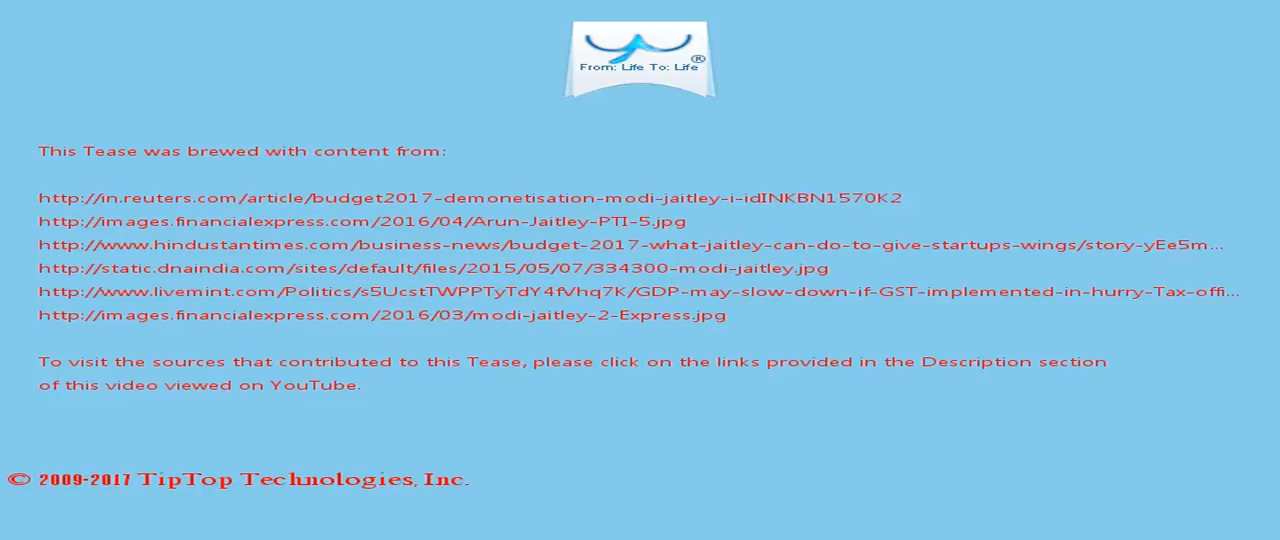 From: Life To: Life®
This Tease was brewed with content from:
http://in.reuters.com/article/budget2017-demonetisation-modi-jaitley-i-idINKBN1570K2
http://images.financialexpress.com/2016/04/Arun-Jaitley-PTI-5.jpg
http://www.hindustantimes.com/business-news/budget-2017-what-jaitley-can-do-to-give-startups-wings/story-yEe5m...
http://static.dnaindia.com/sites/default/files/2015/05/07/334300-modi-jaitley.jpg
http://www.livemint.com/Politics/s5UcstTWPPTyTdY4fVhq7K/GDP-may-slow-down-if-GST-implemented-in-hurry-Tax-offi...
http://images.financialexpress.com/2016/03/modi-jaitley-2-Express.jpg
To visit the sources that contributed to this Tease, please click on the links provided in the Description section
of this video viewed on YouTube.
© 2009-2017 TipTop Technologies, Inc.